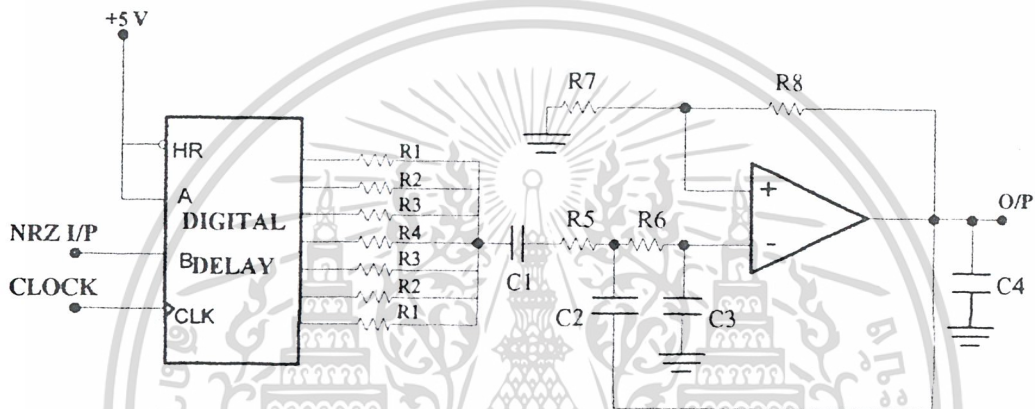 +5 V
R7
R8
HR
A
DIGITAL
NRZ I/P
B
DELAY
CLOCK
CLK
R1
R2
R3
R4
R3
R2
R1
C1
R5
R6
C2
C3
+
-
O/P
C4